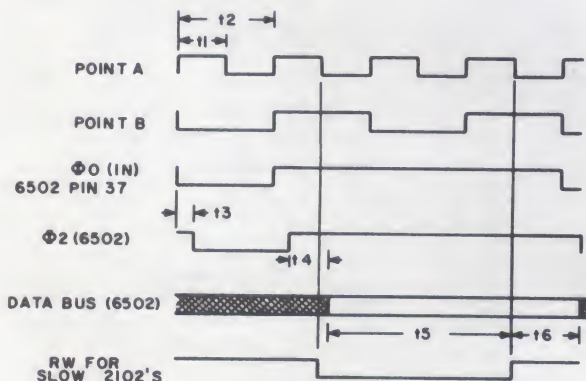 t2
t1
POINT A
POINT B
Φ0 (IN)
6502 PIN 37
t3
Φ2 (6502)
t4
DATA BUS (6502)
t5
t6
RW FOR
SLOW 2102'S